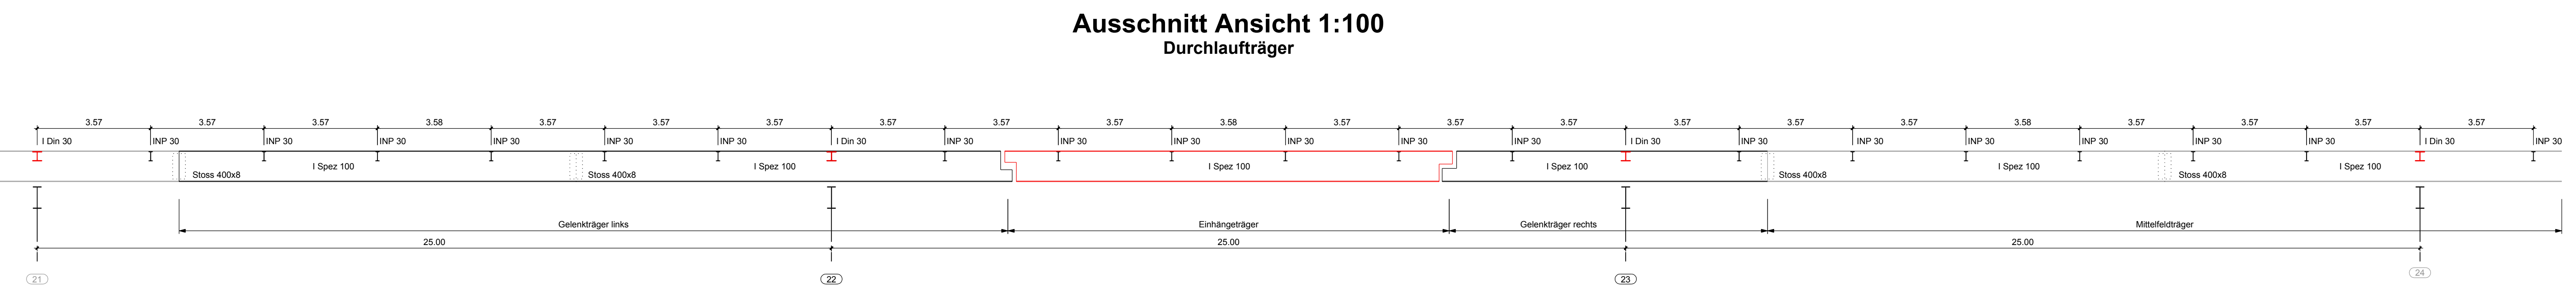 Ausschnitt Ansicht 1:100
Durchlaufträger
3.57 3.57 3.57 3.58 3.57 3.57 3.57 3.57 3.57 3.57 3.58 3.57 3.57 3.57 3.57 3.57 3.57 3.58 3.57 3.57 3.57 3.57
I Din 30 INP 30 INP 30 INP 30 INP 30 INP 30 INP 30 I Din 30 INP 30 INP 30 INP 30 INP 30 INP 30 INP 30 I Din 30 INP 30 INP 30 INP 30 INP 30 INP 30 INP 30 I Din 30 INP 30
I Spez 100 I Spez 100 I Spez 100 I Spez 100 I Spez 100 I Spez 100
Stoss 400x8 Stoss 400x8 Stoss 400x8 Stoss 400x8
Gelenkträger links Einhängeträger Gelenkträger rechts Mittelfeldträger
25.00 25.00 25.00
21 22 23 24